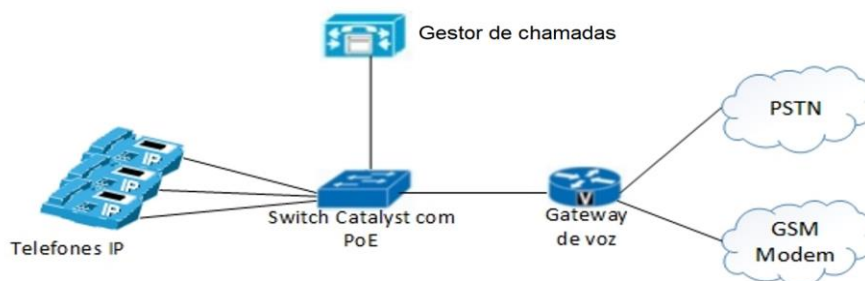 Gestor de chamadas
PSTN
IP
IP
IP
Telefones IP
Switch Catalyst com
PoE
V
Gateway
de voz
GSM
Modem